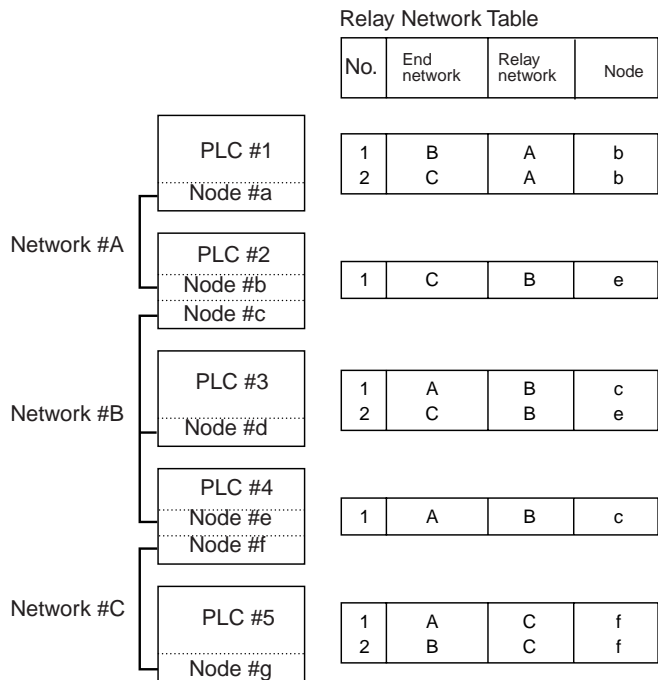 Relay Network Table
No. End network Relay network Node
PLC #1
Node #a
1 B A b
2 C A b
Network #A
PLC #2
Node #b
Node #c
1 C B e
PLC #3
Node #d
1 A B c
2 C B e
Network #B
PLC #4
Node #e
Node #f
1 A B c
Network #C
PLC #5
Node #g
1 A C f
2 B C f